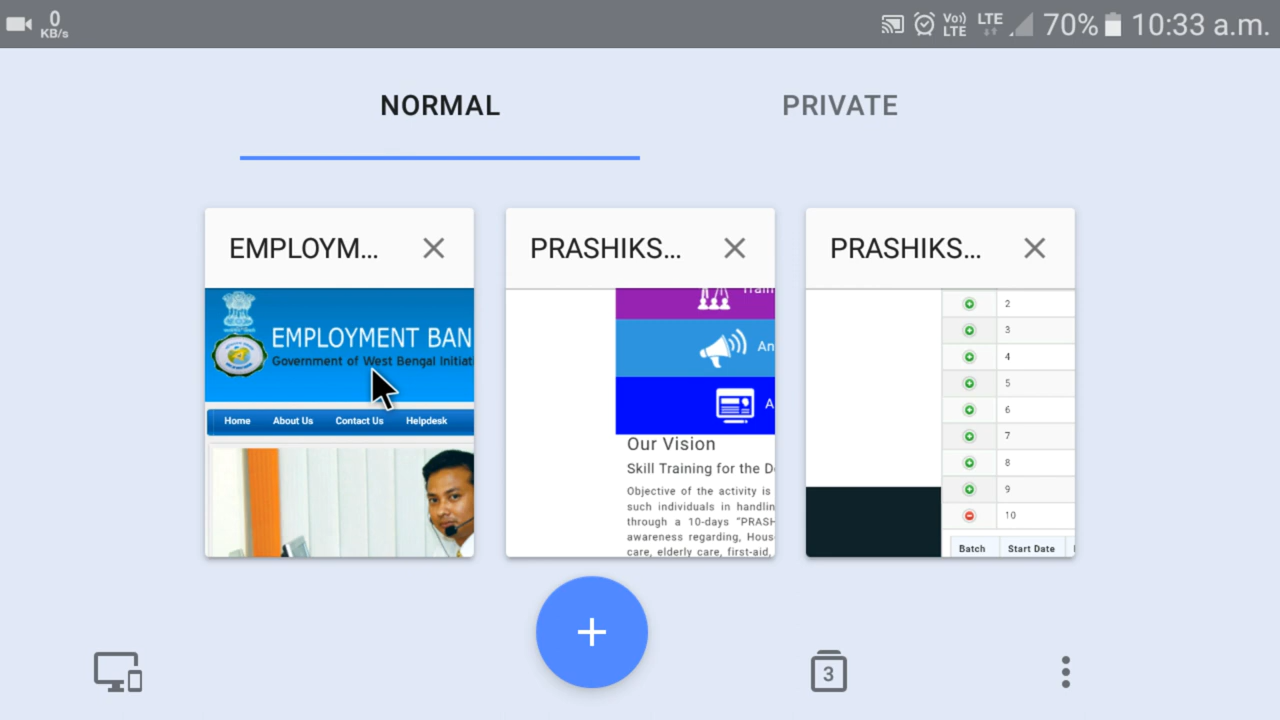 0
KB/s
Vo))
LTE
LTE
70%
10:33 a.m.
NORMAL
PRIVATE
EMPLOYM...
PRASHIKS...
PRASHIKS...
EMPLOYMENT BAN
Government of West Bengal Initiat
Home About Us Contact Us Helpdesk
Train
An
A
Our Vision
Skill Training for the D
Objective of the activity is
such individuals in handlin
through a 10-days "PRASH
awareness regarding, Hous
care, elderly care, first-aid,
2
3
4
5
6
7
8
9
10
Batch Start Date
3